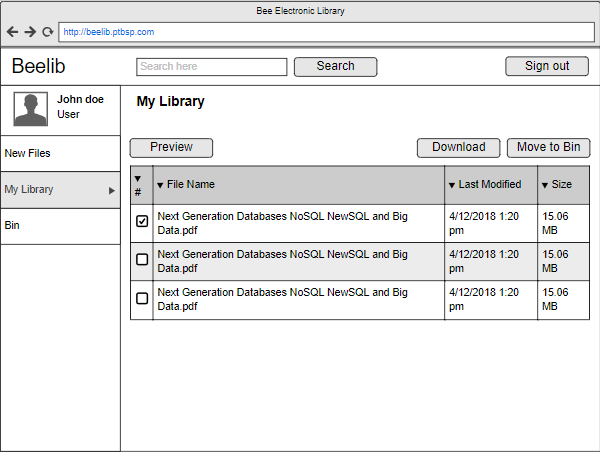 Bee Electronic Library
http://beelib.ptbsp.com
Beelib
Search here
Search
Sign out
John doe
User
New Files
My Library
Bin
My Library
Preview
Download
Move to Bin
#
File Name
Last Modified
Size
Next Generation Databases NoSQL NewSQL and Big
Data.pdf
4/12/2018 1:20
pm
15.06
MB
Next Generation Databases NoSQL NewSQL and Big
Data.pdf
4/12/2018 1:20
pm
15.06
MB
Next Generation Databases NoSQL NewSQL and Big
Data.pdf
4/12/2018 1:20
pm
15.06
MB